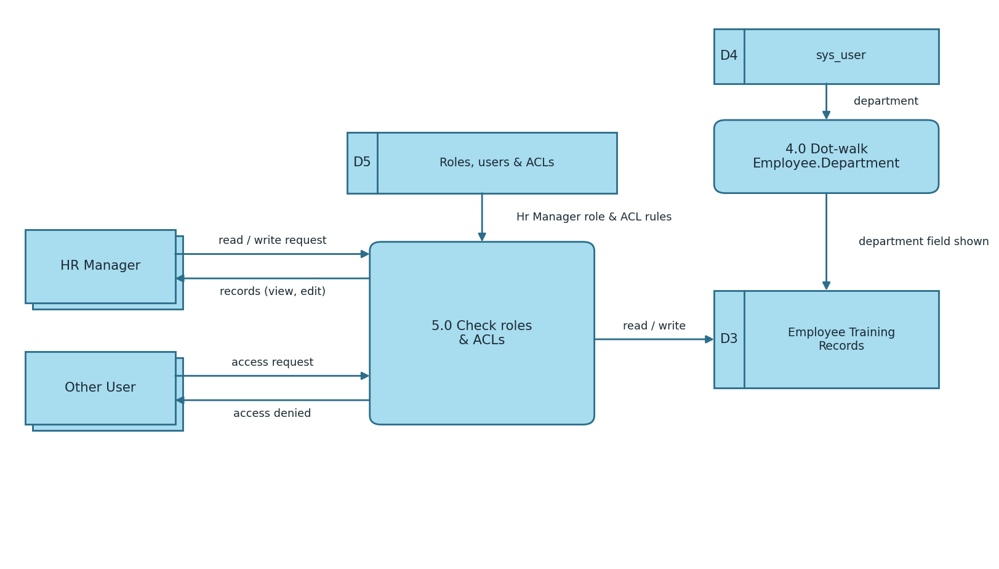 D4
sys_user
department
4.0 Dot-walk
Employee.Department
D5
Roles, users & ACLs
Hr Manager role & ACL rules
department field shown
HR Manager
read / write request
records (view, edit)
5.0 Check roles
& ACLs
read / write
D3
Employee Training
Records
Other User
access request
access denied